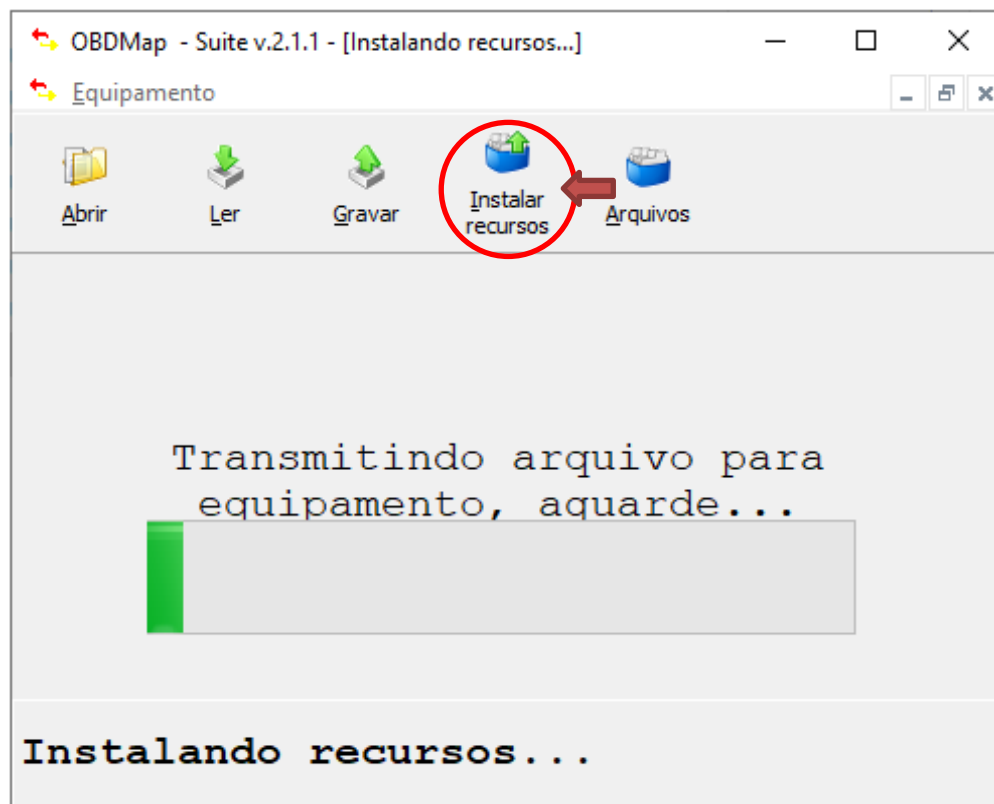 OBDMap - Suite v.2.1.1 - [Instalando recursos...]
Equipamento
Abrir
Ler
Gravar
Instalar
recursos
Arquivos
Transmitindo arquivo para
equipamento, aguarde...
Instalando recursos...